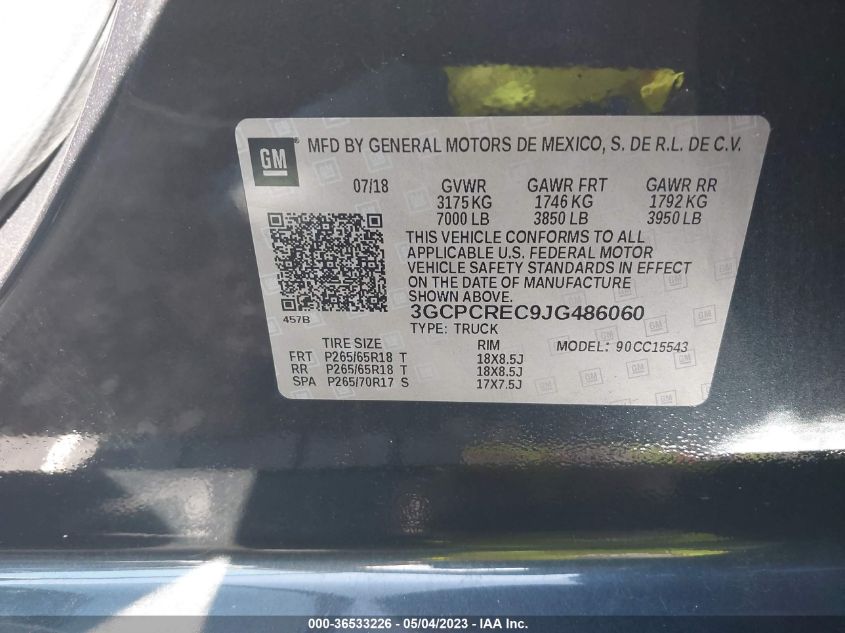 GM® MFD BY GENERAL MOTORS DE MEXICO, S. DE R.L. DE C.V.
07/18 GVWR GAWR FRT GAWR RR
3175 KG 1746 KG 1792 KG
7000 LB 3850 LB 3950 LB
THIS VEHICLE CONFORMS TO ALL
APPLICABLE U.S. FEDERAL MOTOR
VEHICLE SAFETY STANDARDS IN EFFECT
ON THE DATE OF MANUFACTURE
SHOWN ABOVE.
457B 3GCPCREC9JG486060
TYPE: TRUCK
TIRE SIZE RIM MODEL: 90CC15543
FRT P265/65R18 T 18X8.5J
RR P265/65R18 T 18X8.5J
SPA P265/70R17 S 17X7.5J
000-36533226 - 05/04/2023 - IAA Inc.